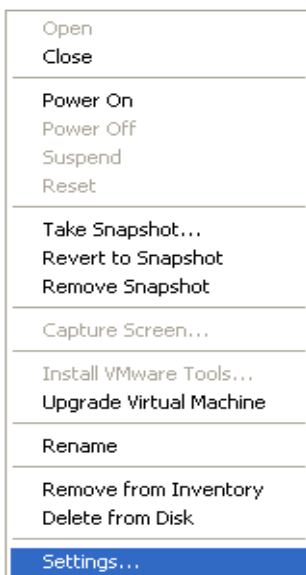 Open
Close
Power On
Power Off
Suspend
Reset
Take Snapshot...
Revert to Snapshot
Remove Snapshot
Capture Screen...
Install VMware Tools...
Upgrade Virtual Machine
Rename
Remove from Inventory
Delete from Disk
Settings...